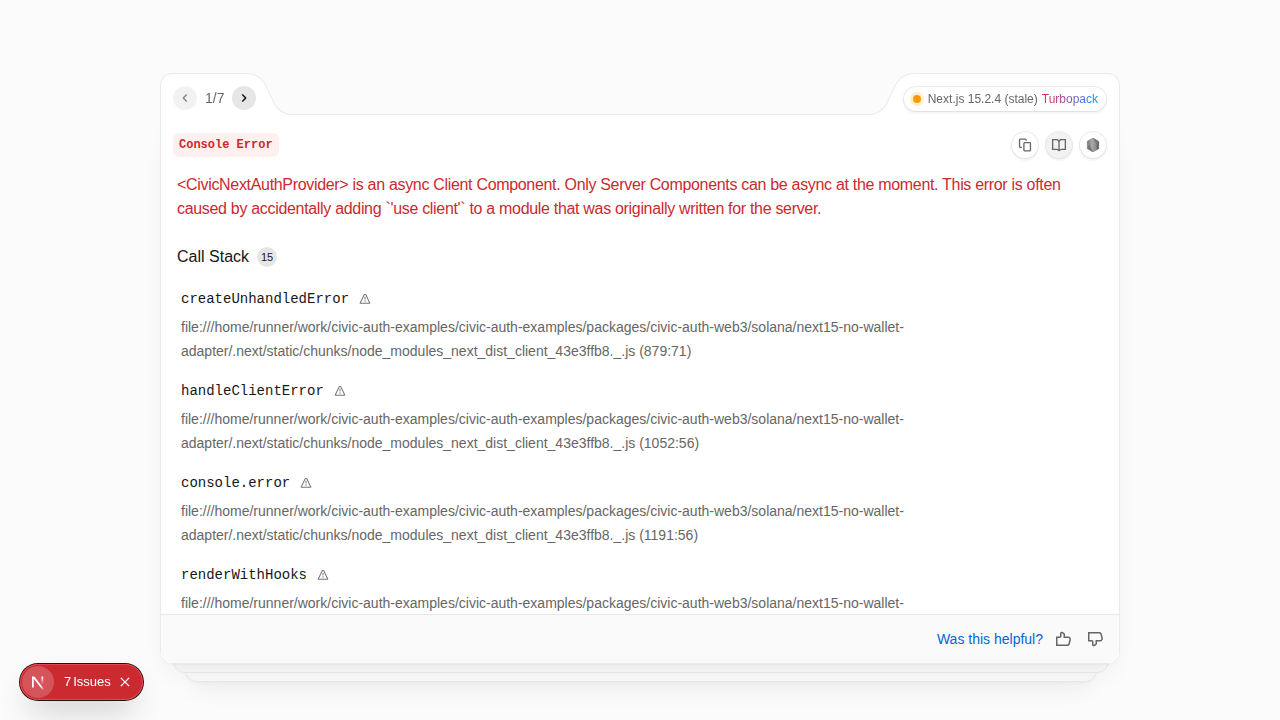 1/7
Next.js 15.2.4 (stale) Turbopack
Console Error
<CivicNextAuthProvider> is an async Client Component. Only Server Components can be async at the moment. This error is often
caused by accidentally adding `'use client'` to a module that was originally written for the server.
Call Stack 15
createUnhandledError
file:///home/runner/work/civic-auth-examples/civic-auth-examples/packages/civic-auth-web3/solana/next15-no-wallet-
adapter/.next/static/chunks/node_modules_next_dist_client_43e3ffb8._.js (879:71)
handleClientError
file:///home/runner/work/civic-auth-examples/civic-auth-examples/packages/civic-auth-web3/solana/next15-no-wallet-
adapter/.next/static/chunks/node_modules_next_dist_client_43e3ffb8._.js (1052:56)
console.error
file:///home/runner/work/civic-auth-examples/civic-auth-examples/packages/civic-auth-web3/solana/next15-no-wallet-
adapter/.next/static/chunks/node_modules_next_dist_client_43e3ffb8._.js (1191:56)
renderWithHooks
file:///home/runner/work/civic-auth-examples/civic-auth-examples/packages/civic-auth-web3/solana/next15-no-wallet-
Was this helpful?
7 Issues